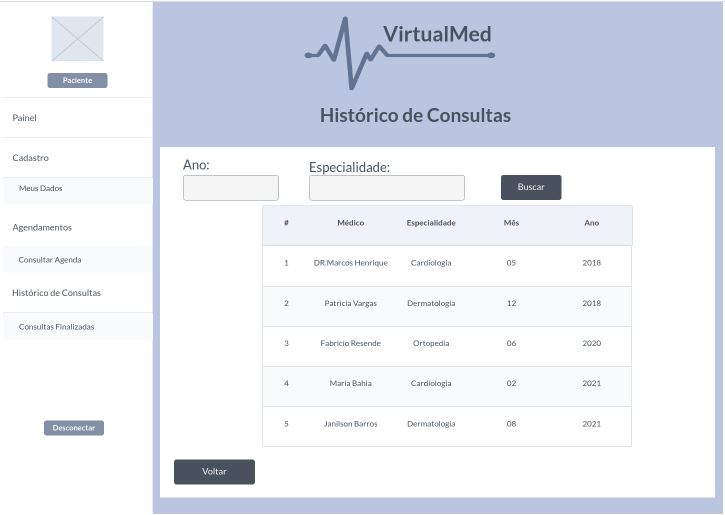 Paciente
Painel
Cadastro
Meus Dados
Agendamentos
Consultar Agenda
Histórico de Consultas
Consultas Finalizadas
Desconectar
VirtualMed
Histórico de Consultas
Ano: Especialidade:
Buscar
# Médico Especialidade Mês Ano
1 DR.Marcos Henrique Cardiologia 05 2018
2 Patricia Vargas Dermatologia 12 2018
3 Fabricio Resende Ortopedia 06 2020
4 Maria Bahia Cardiologia 02 2021
5 Janilson Barros Dermatologia 08 2021
Voltar